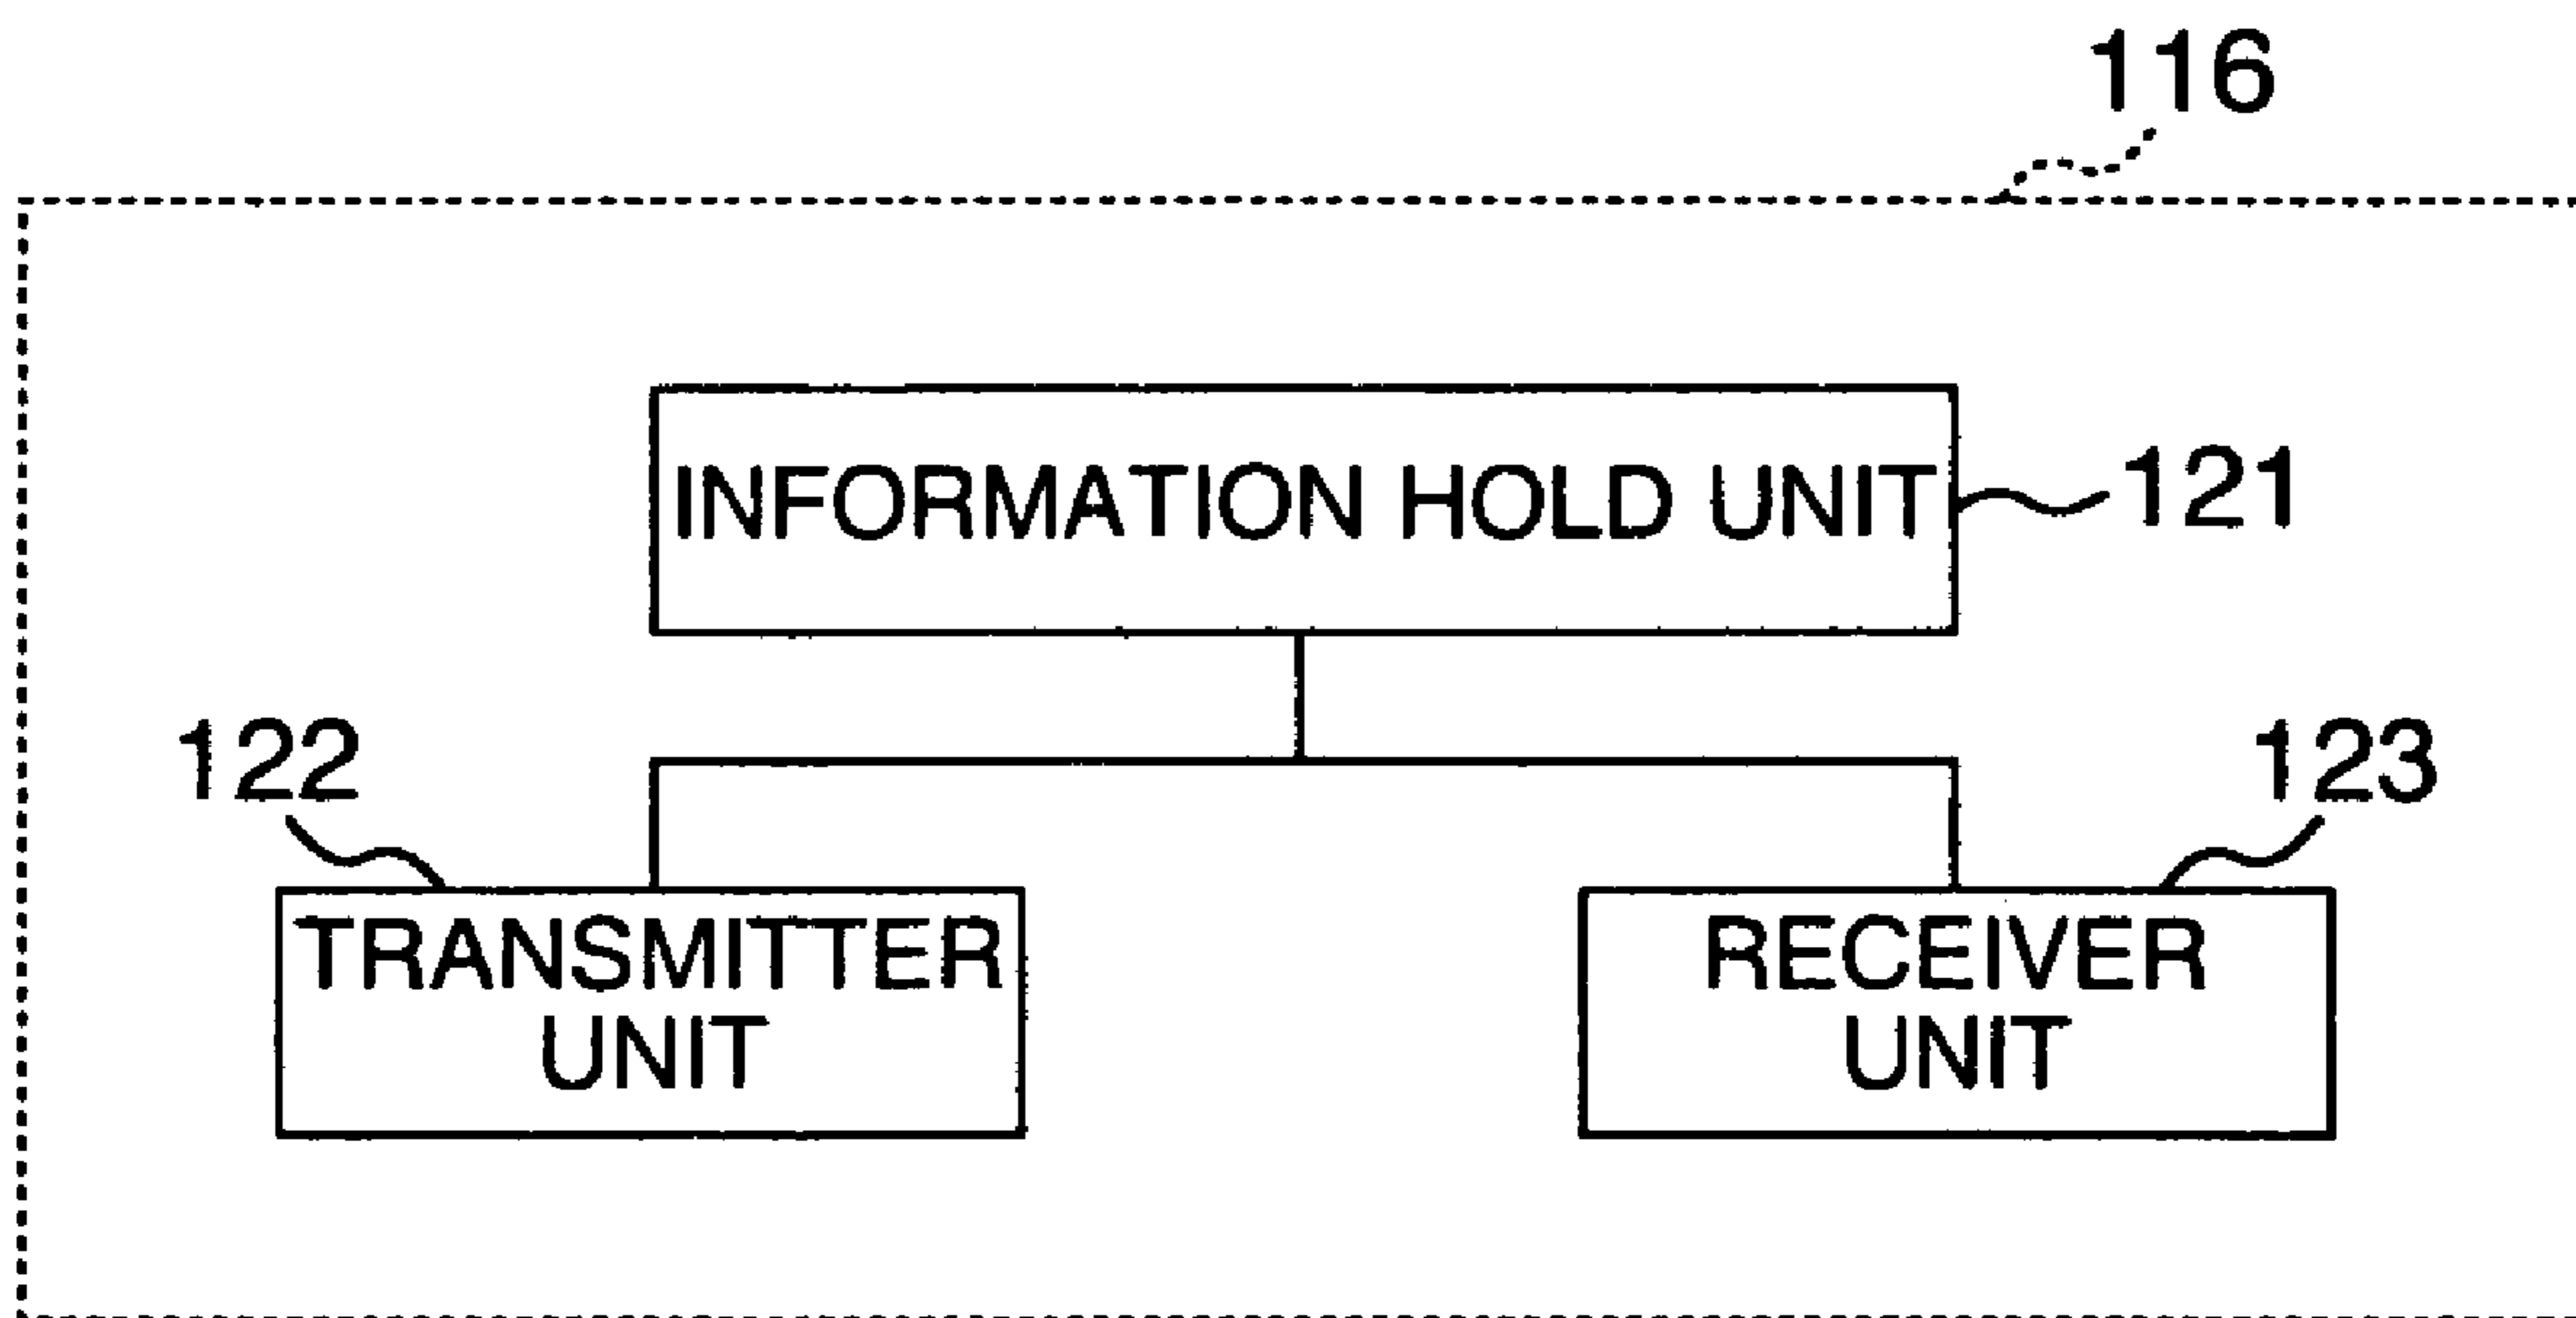 116
INFORMATION HOLD UNIT
121
122
123
TRANSMITTER
UNIT
RECEIVER
UNIT